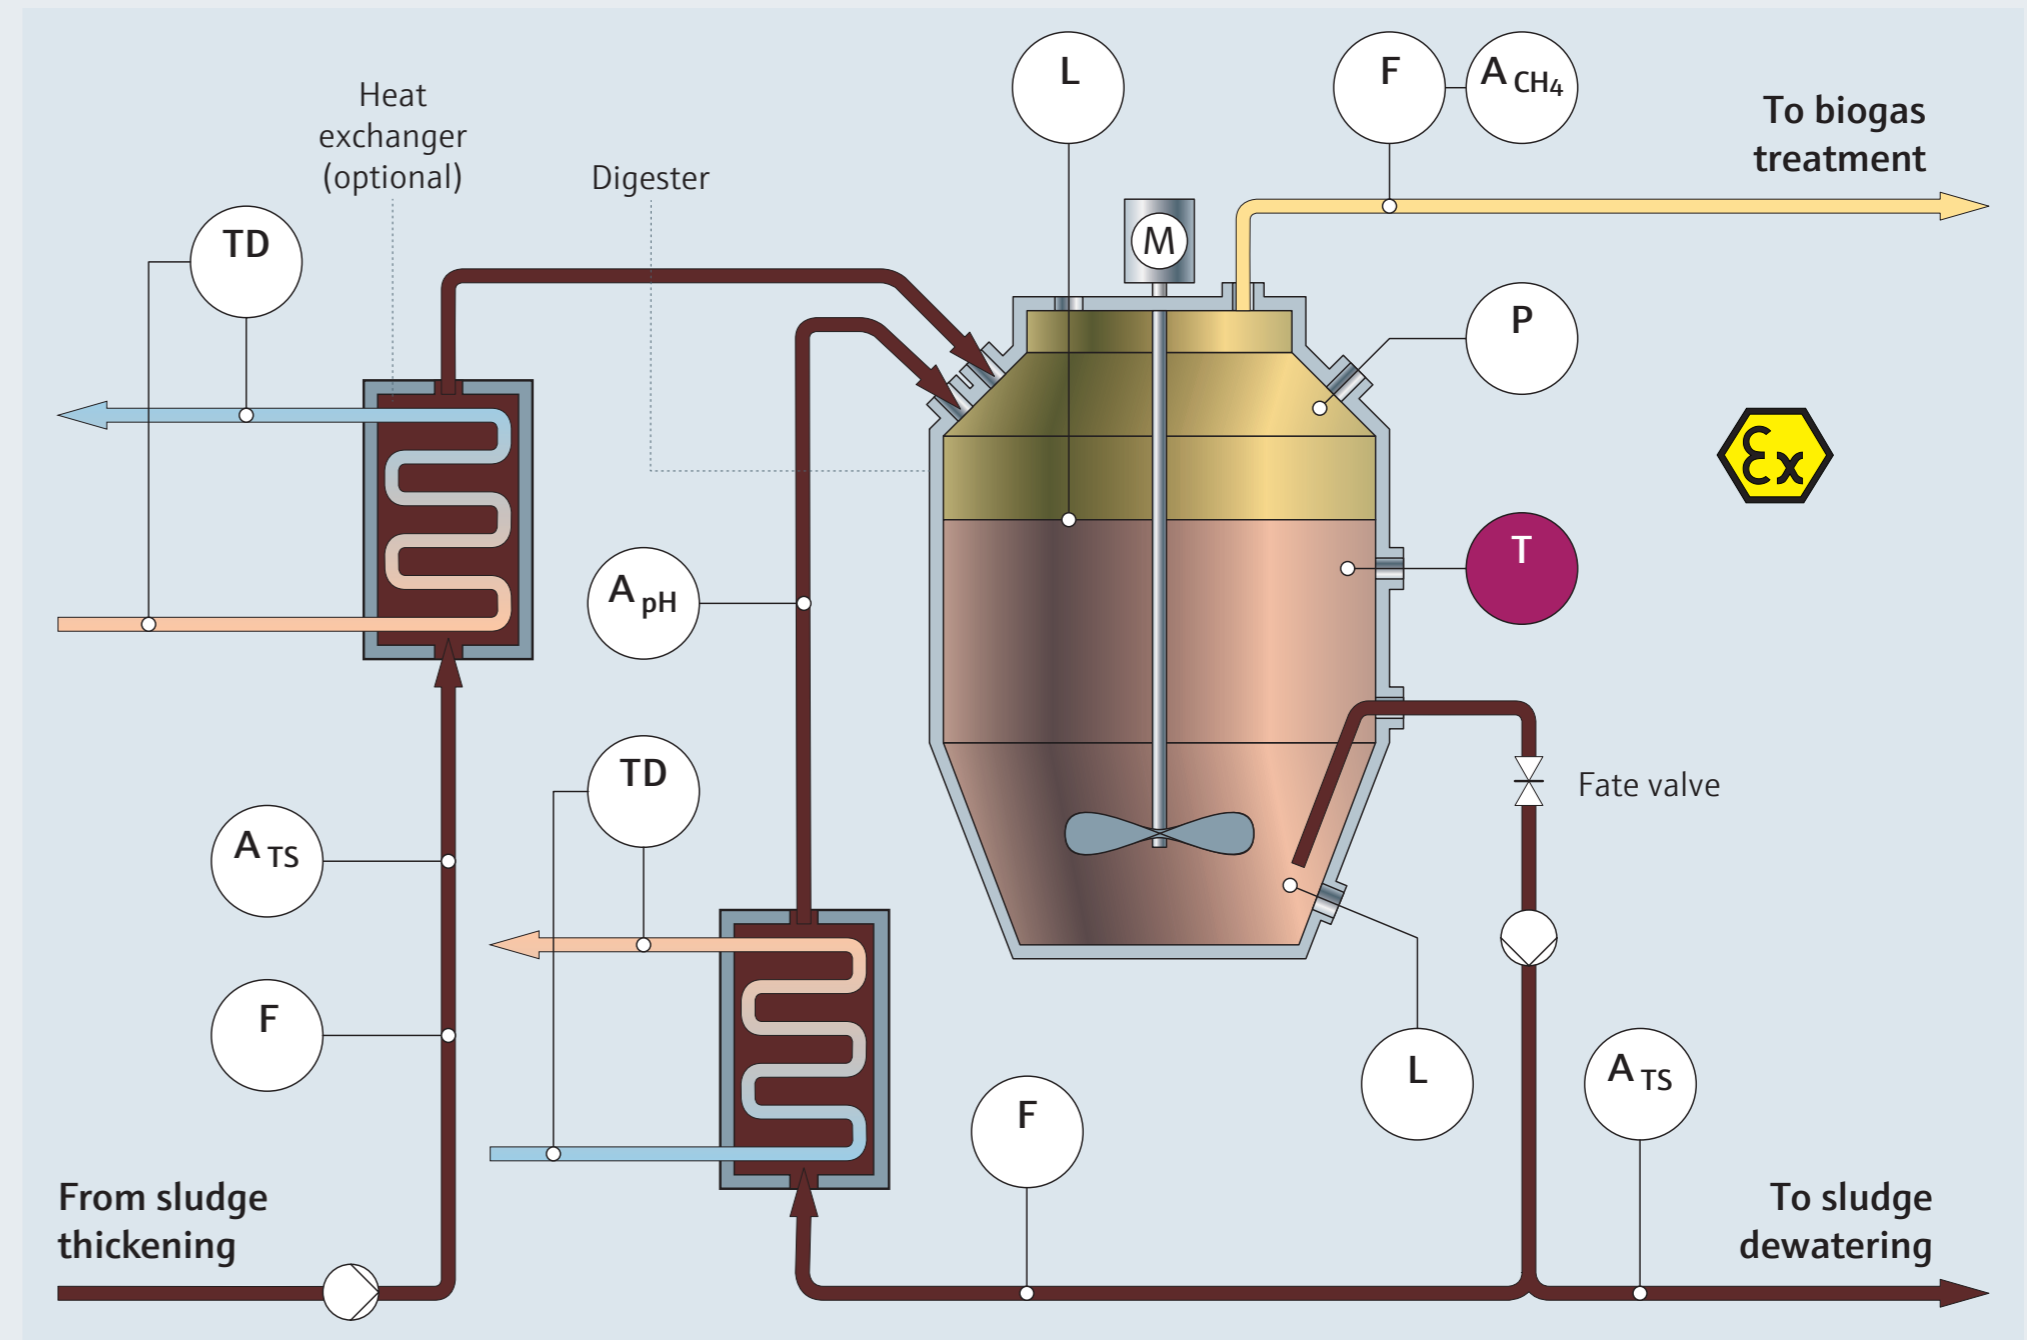 L
F
A CH4
To biogas
treatment
Heat
exchanger
(optional)
Digester
TD
M
P
Ex
T
A pH
TD
Fate valve
A TS
F
L
A TS
F
From sludge
thickening
To sludge
dewatering